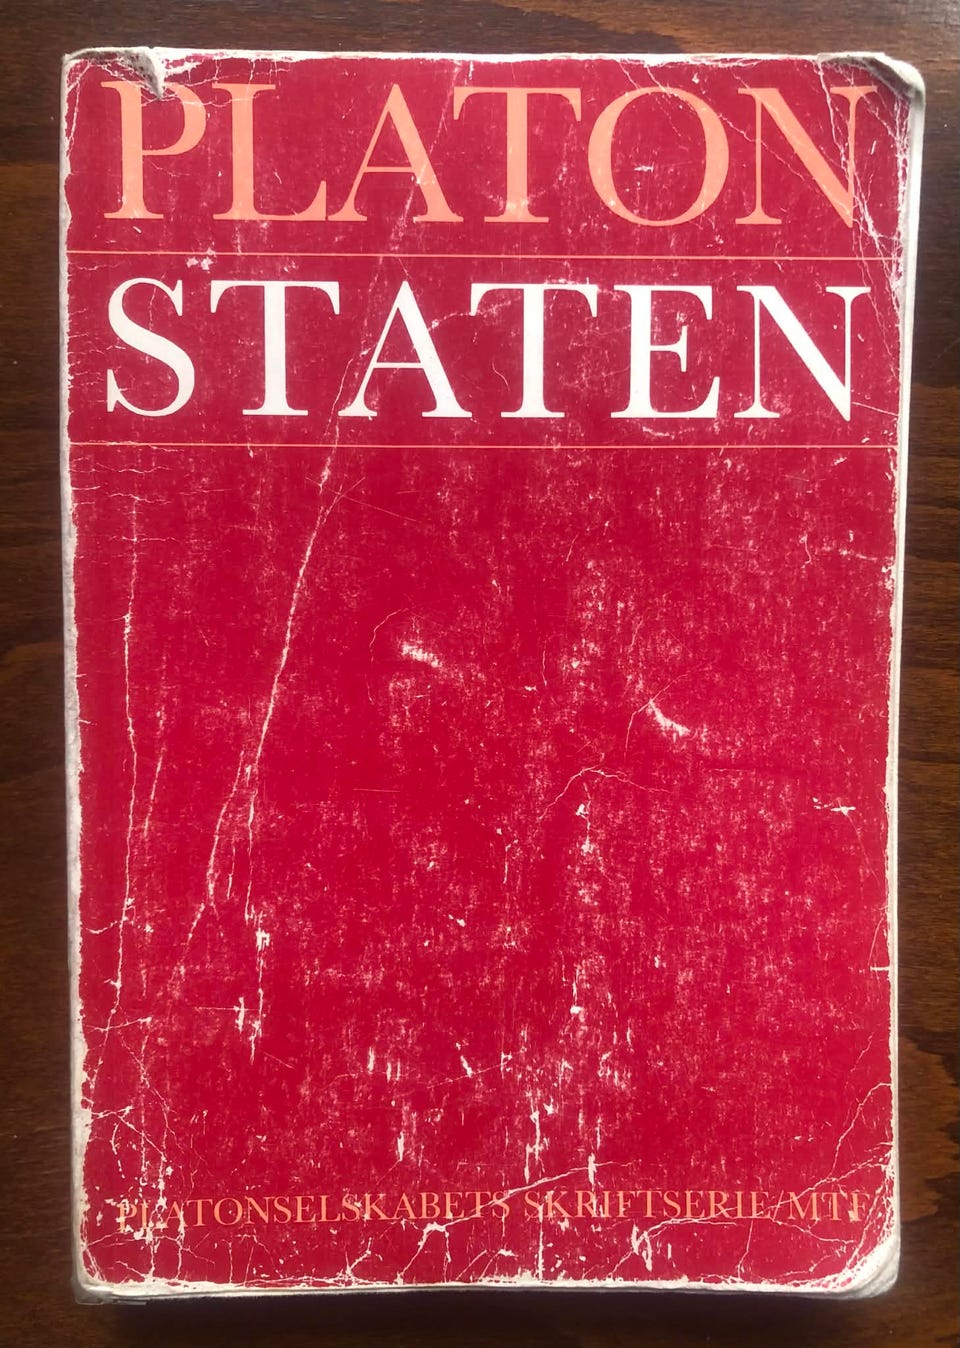 PLATON
STATEN
PLATONSELSKABETS SKRIFTSERIE/MTF